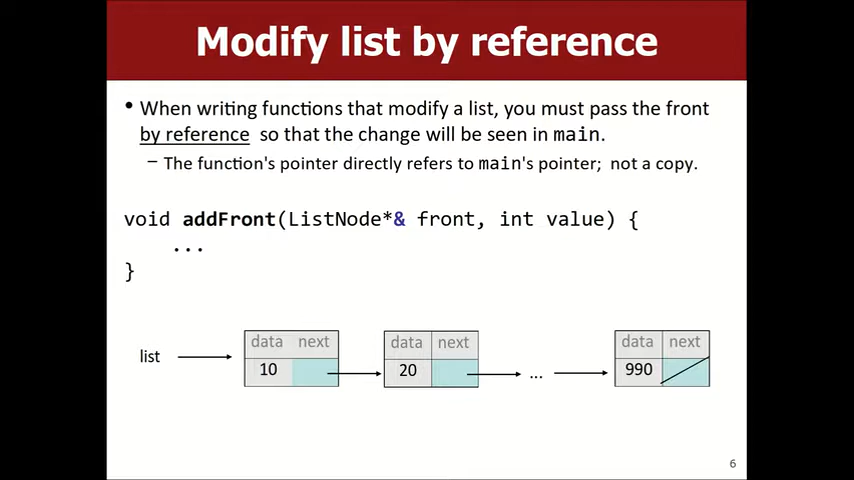 Modify list by reference
• When writing functions that modify a list, you must pass the front
by reference so that the change will be seen in main.
– The function's pointer directly refers to main's pointer; not a copy.
void addFront(ListNode*& front, int value) {
...
}
data next data next data next
list 10 20 ... 990
6